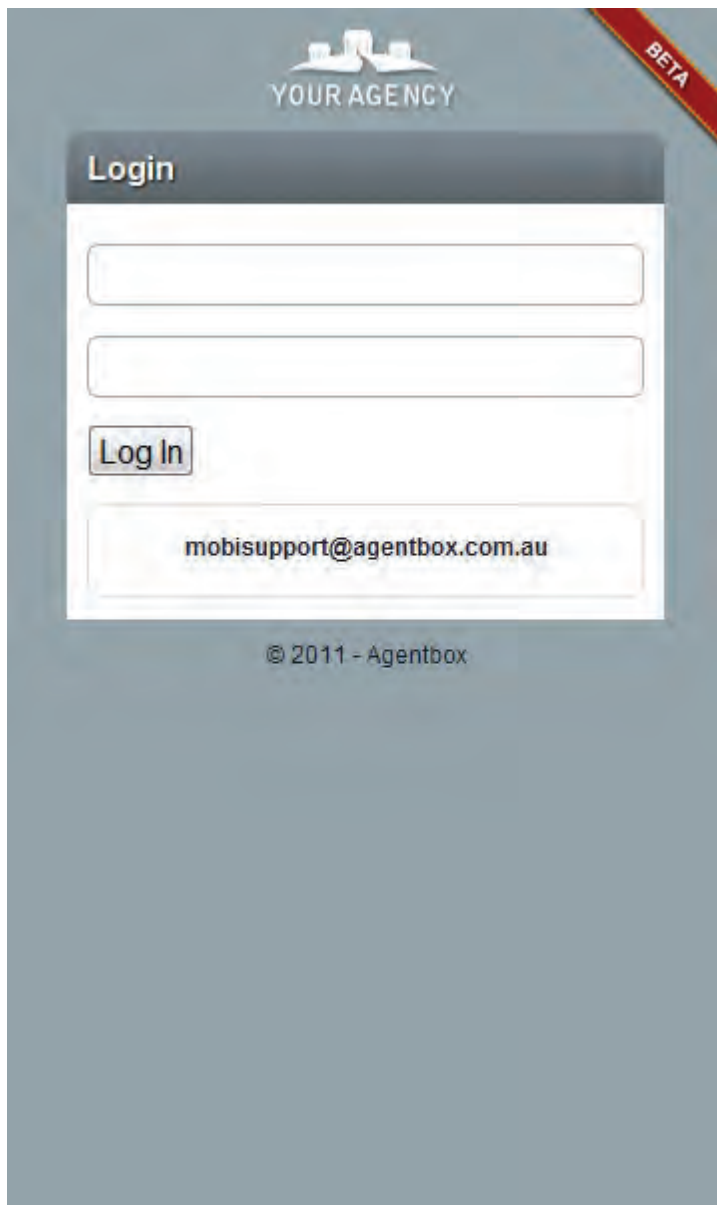 YOUR AGENCY
BETA
Login
Log In
mobisupport@agentbox.com.au
© 2011 - Agentbox